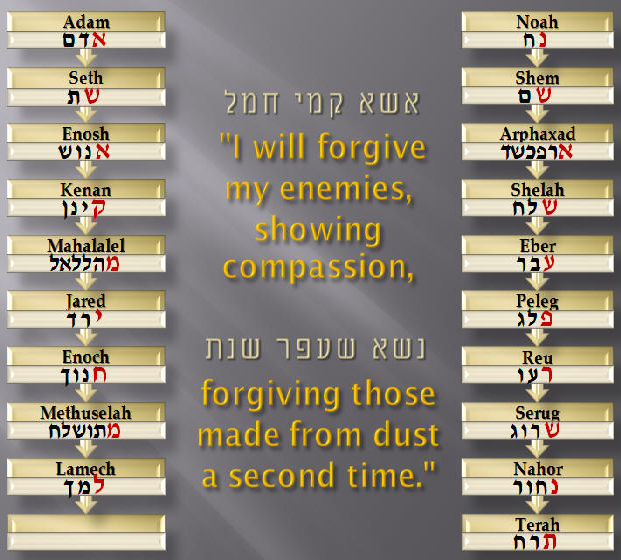 Adam
אדם
Seth
שת
Enosh
אנוש
Kenan
קינן
Mahalalel
מהללאל
Jared
ירד
Enoch
חנוך
Methuselah
מתושלח
Lamech
למך
אשא קמי חמל
"I will forgive
my enemies,
showing
compassion,
נשא שעפר שנת
forgiving those
made from dust
a second time."
Noah
נח
Shem
שם
Arphaxad
ארפכשד
Shelah
שלח
Eber
עבר
Peleg
פלג
Reu
רעו
Serug
שרוג
Nahor
נחור
Terah
תרח